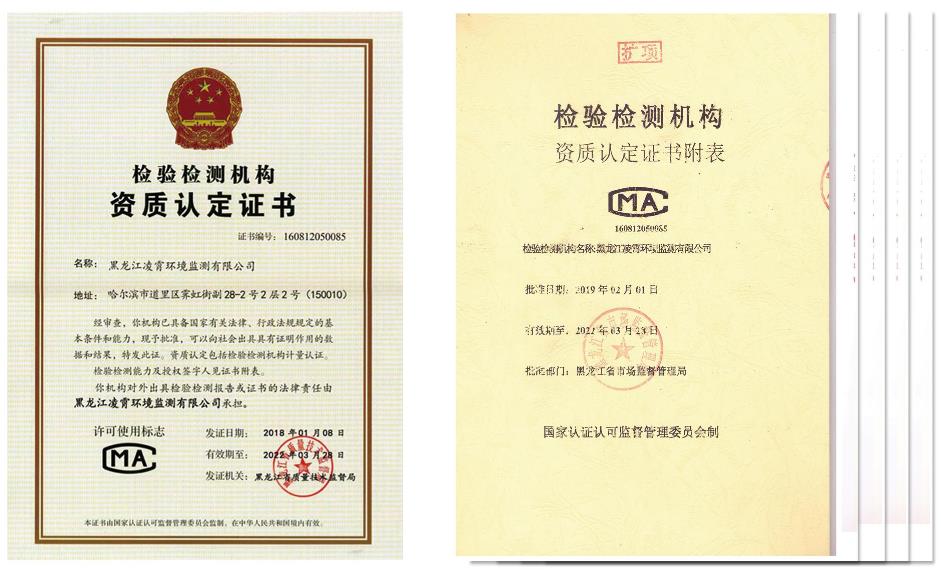 检验检测机构
资质认定证书
证书编号： 160812050085
名称： 黑龙江凌霄环境监测有限公司
地址： 哈尔滨市道里区霁虹街副28-2号2层2号（150010）
经审查，你机构已具备国家有关法律、行政法规规定的基
本条件和能力，现予批准，可以向社会出具具有证明作用的数
据和结果，特发此证。资质认定包括检验检测机构计量认证。
检验检测能力及授权签字人见证书附表。
你机构对外出具检验检测报告或证书的法律责任由
黑龙江凌霄环境监测有限公司承担。
许可使用标志
MA
发证日期： 2018年01月08日
有效期至： 2022年03月28日
发证机关： 黑龙江省质量技术监督局
本证书由国家认证认可监督管理委员会监制，在中华人民共和国境内有效。
扩项
检验检测机构
资质认定证书附表
MA
160812050085
检验检测机构名称:黑龙江凌霄环境监测有限公司
批准日期： 2019年02月01日
有效期至： 2022年03月28日
批准部门： 黑龙江省市场监督管理局
国家认证认可监督管理委员会制